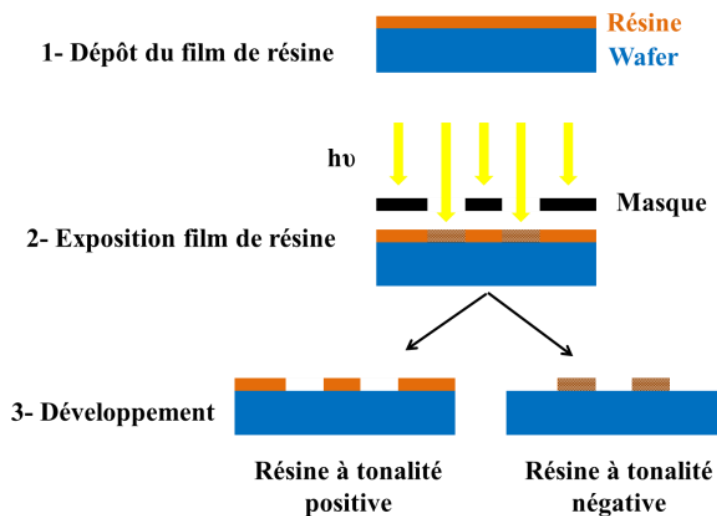 Résine
1- Dépôt du film de résine
Wafer
hυ
Masque
2- Exposition film de résine
3- Développement
Résine à tonalité
positive
Résine à tonalité
négative